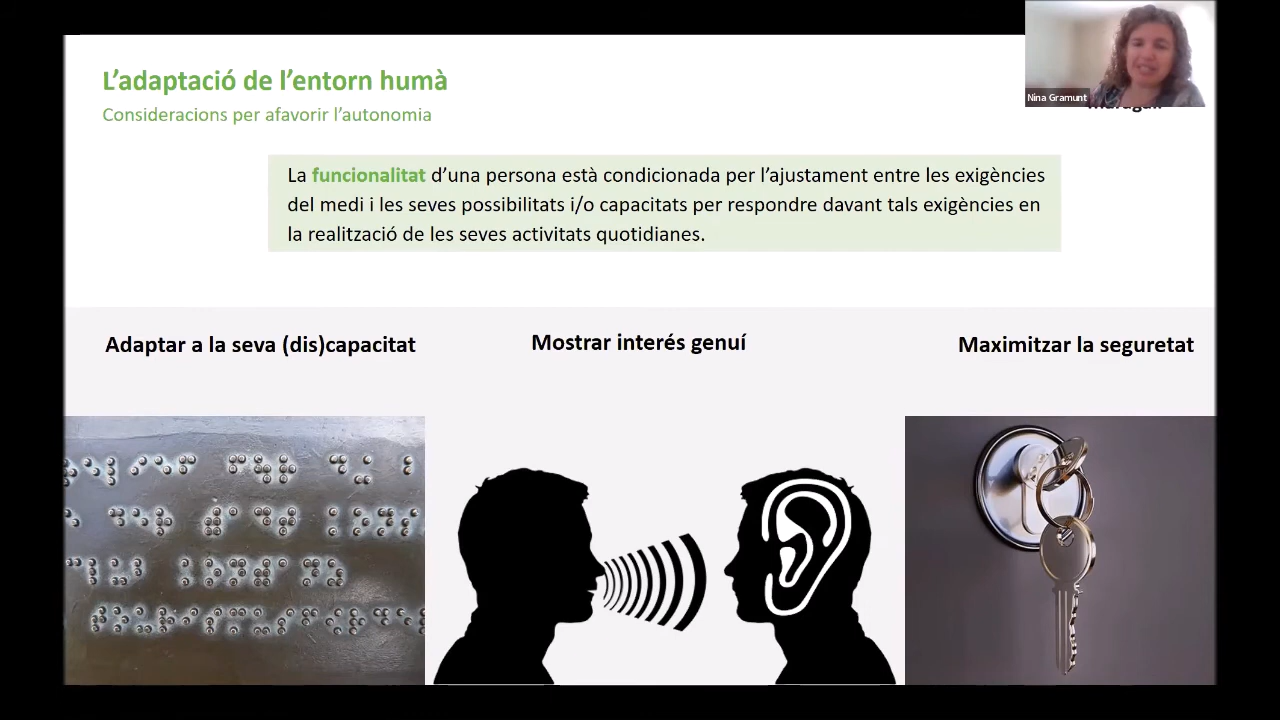 L'adaptació de l'entorn humà
Consideracions per afavorir l'autonomia
Nina Gramunt
La funcionalitat d'una persona està condicionada per l'ajustament entre les exigències
del medi i les seves possibilitats i/o capacitats per respondre davant tals exigències en
la realització de les seves activitats quotidianes.
Adaptar a la seva (dis)capacitat
Mostrar interés genuí
Maximitzar la seguretat